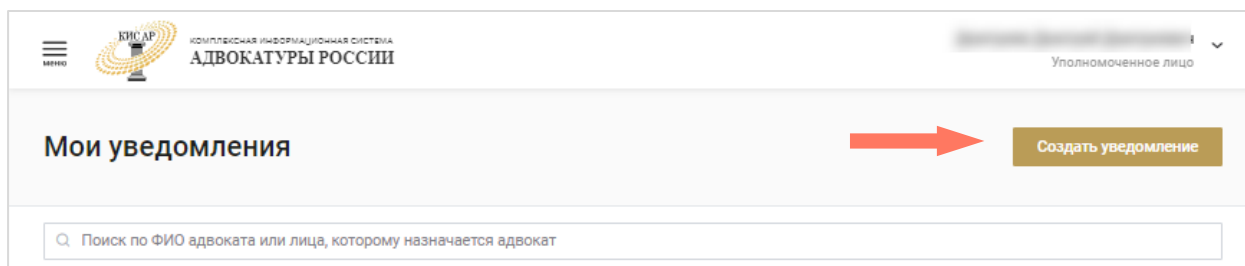 КИС АР
КОМПЛЕКСНАЯ ИНФОРМАЦИОННАЯ СИСТЕМА
АДВОКАТУРЫ РОССИИ
меню
Уполномоченное лицо
Мои уведомления
Создать уведомление
Поиск по ФИО адвоката или лица, которому назначается адвокат